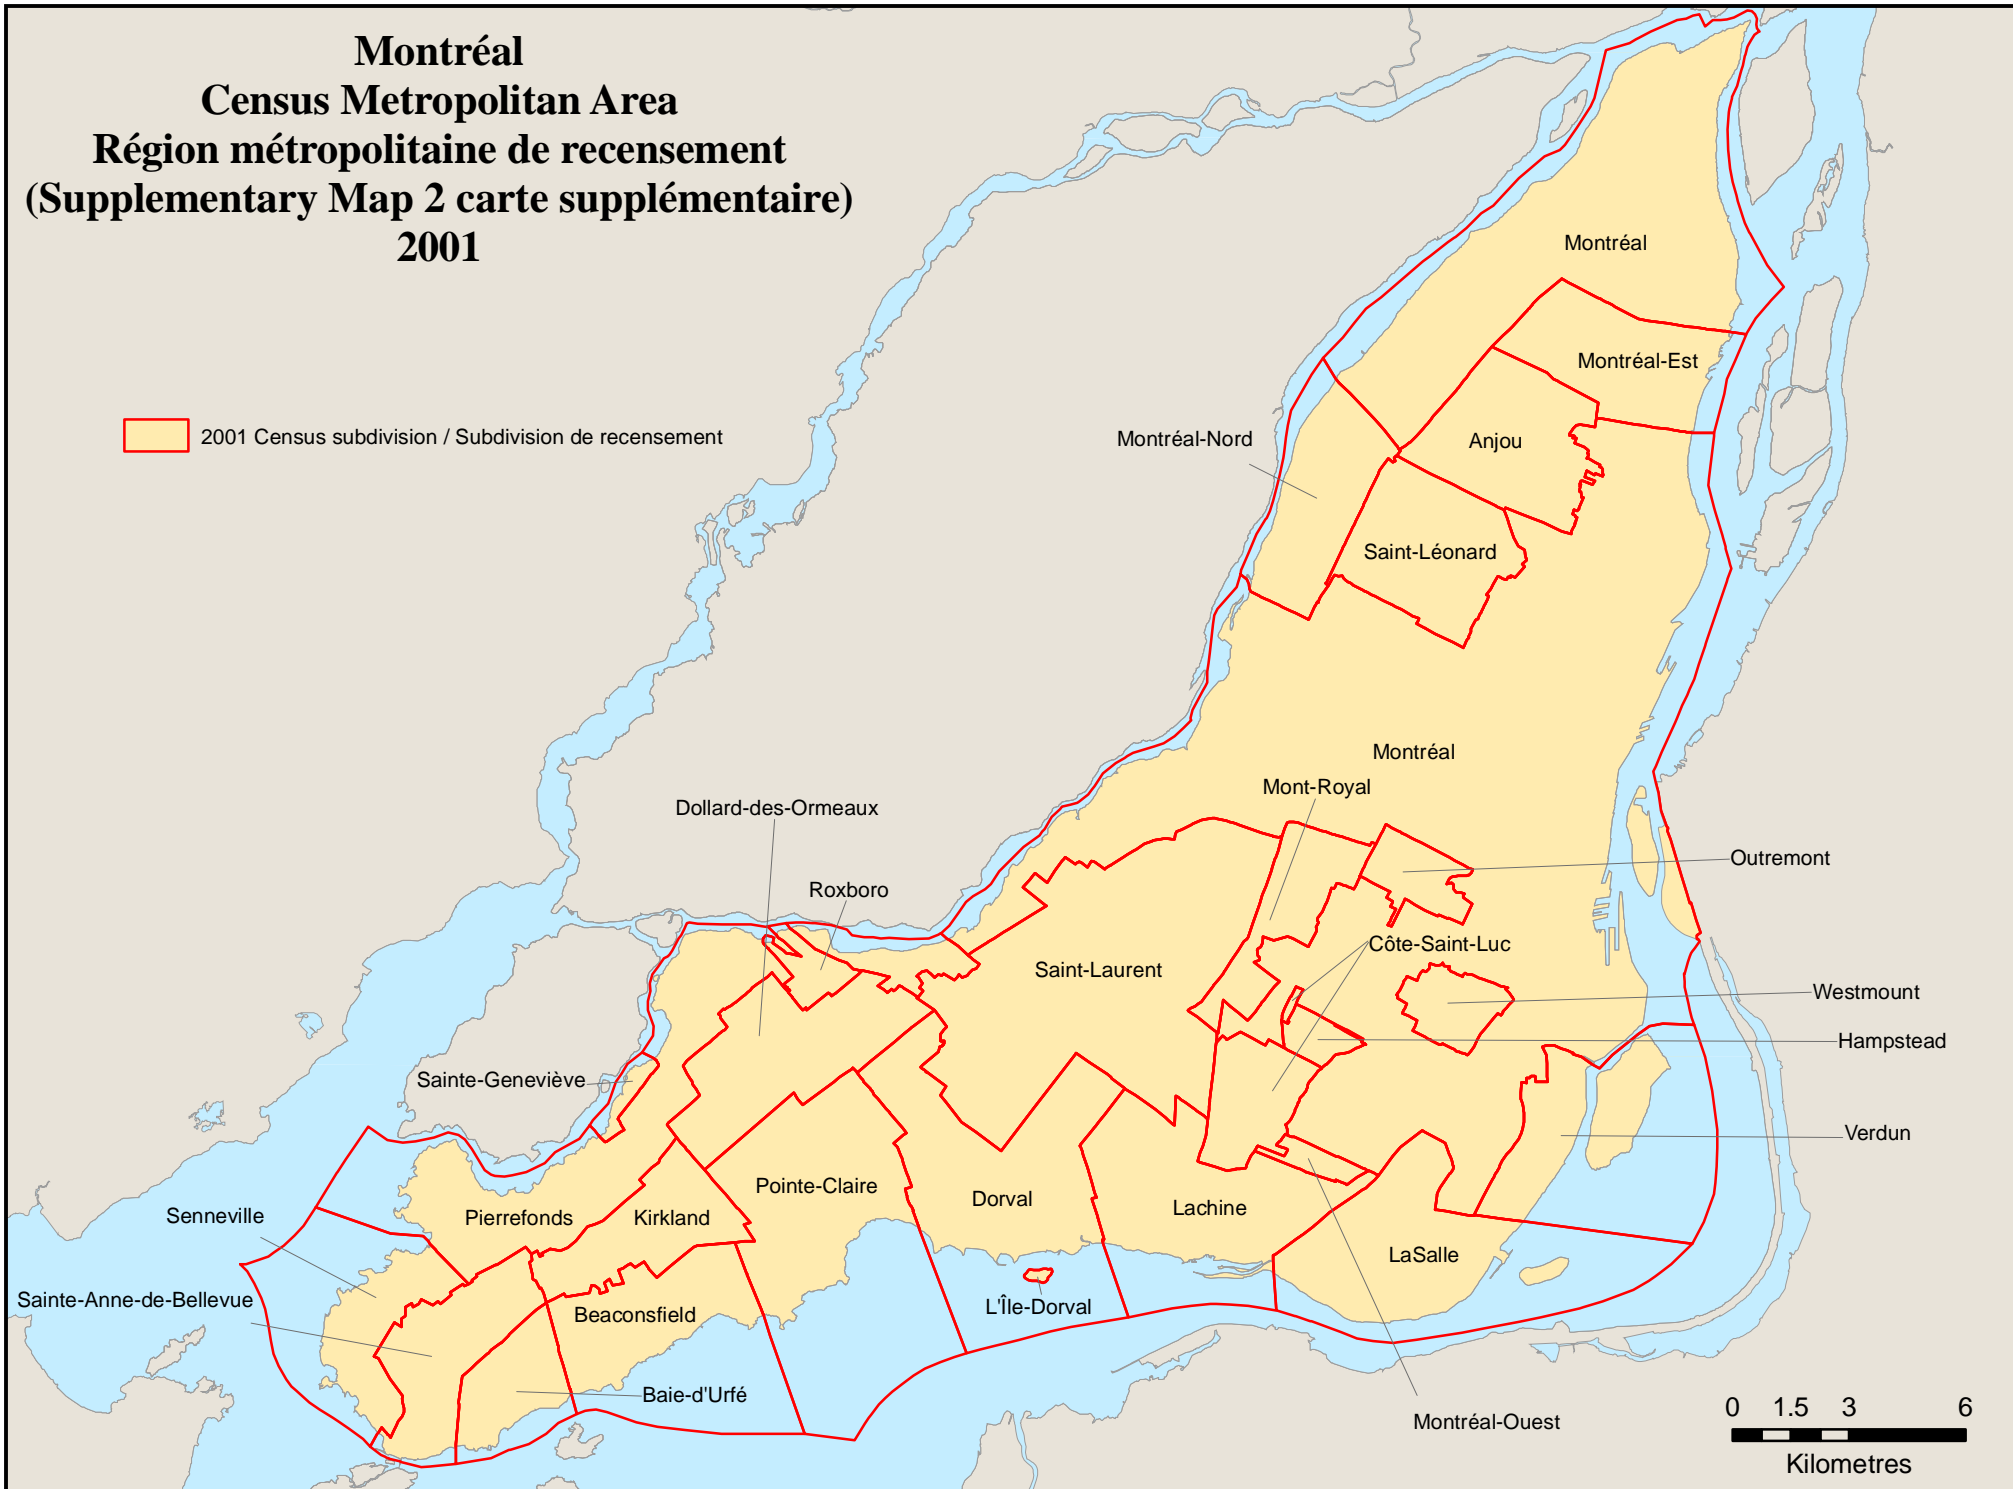 Montréal
Census Metropolitan Area
Région métropolitaine de recensement
(Supplementary Map 2 carte supplémentaire)
2001
2001 Census subdivision / Subdivision de recensement
Montréal
Montréal-Est
Montréal-Nord
Anjou
Saint-Léonard
Montréal
Mont-Royal
Dollard-des-Ormeaux
Outremont
Roxboro
Côte-Saint-Luc
Saint-Laurent
Westmount
Hampstead
Sainte-Geneviève
Verdun
Pointe-Claire
Dorval
Lachine
Senneville
Pierrefonds
Kirkland
LaSalle
Sainte-Anne-de-Bellevue
L'Île-Dorval
Beaconsfield
Baie-d'Urfé
Montréal-Ouest
0 1.5 3 6
Kilometres